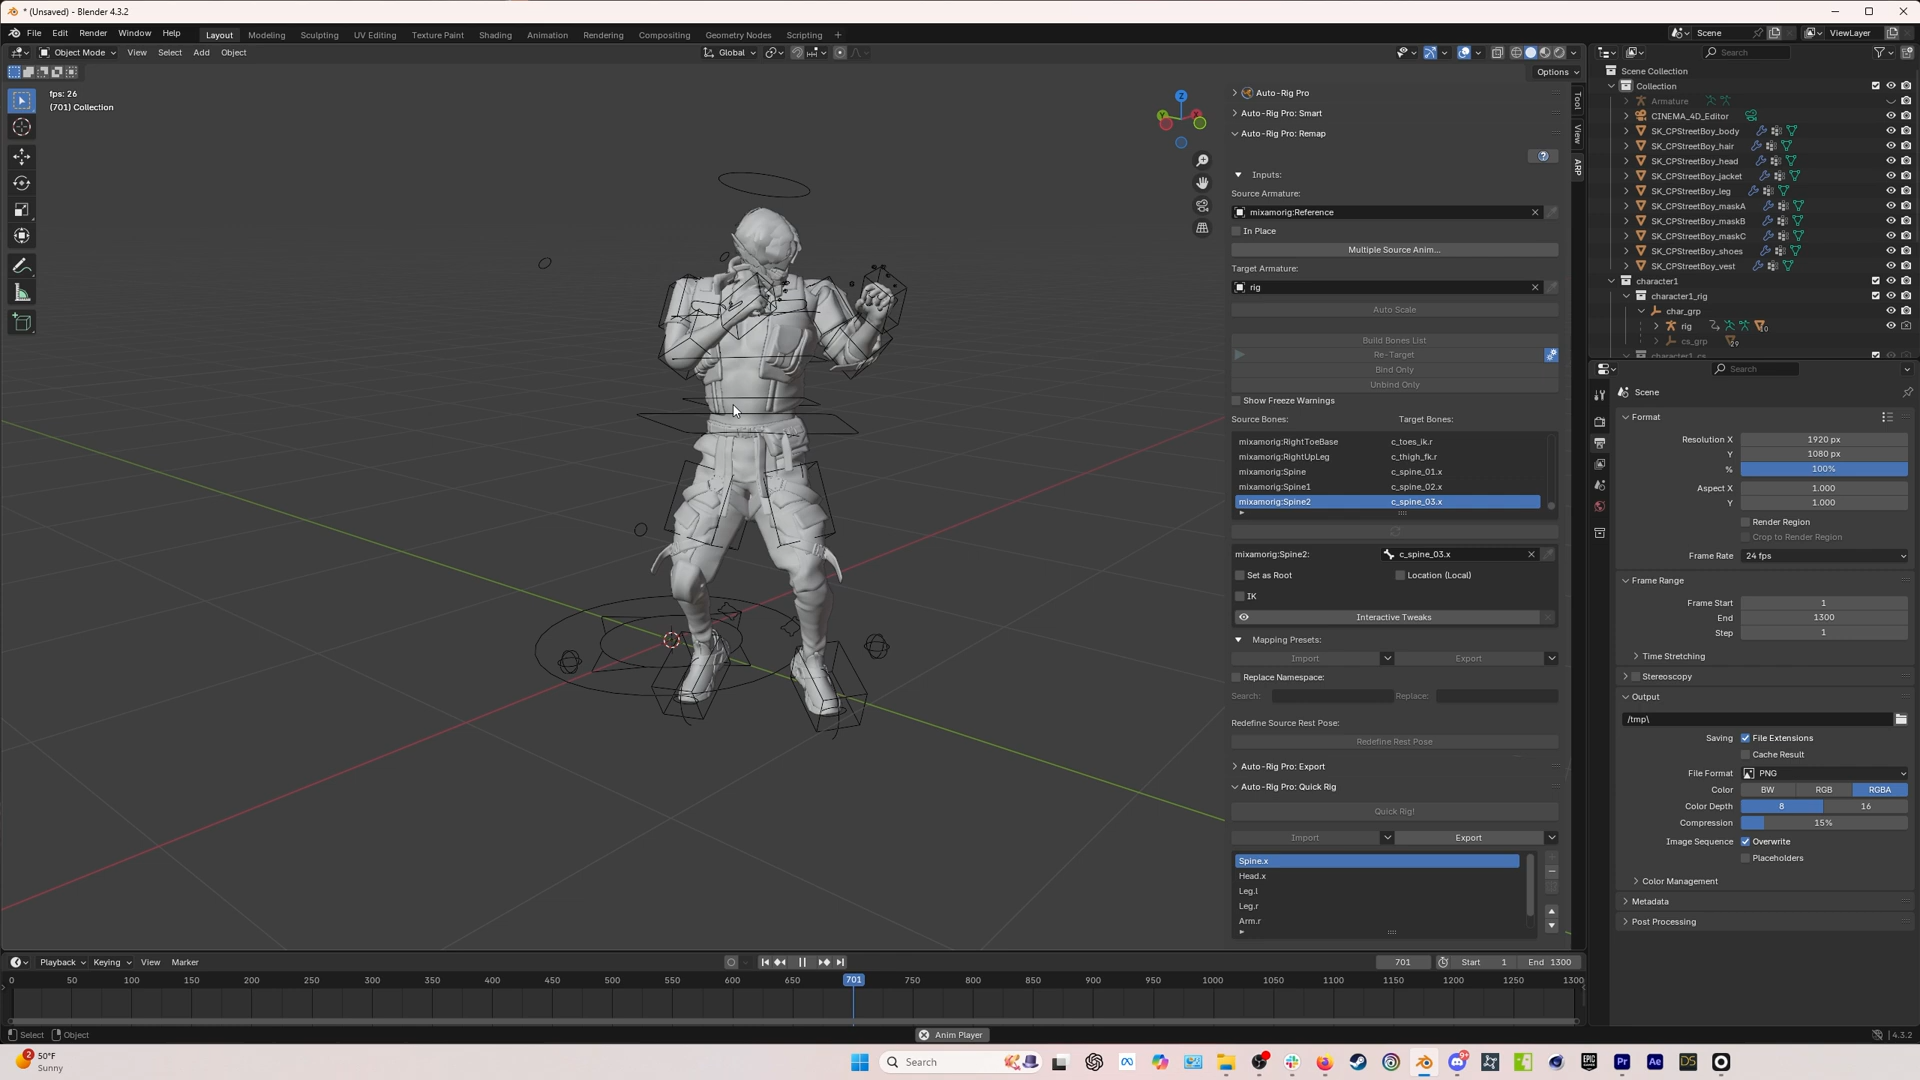 * (Unsaved) - Blender 4.3.2
File Edit Render Window Help Layout Modeling Sculpting UV Editing Texture Paint Shading Animation Rendering Compositing Geometry Nodes Scripting + Scene ViewLayer
Object Mode View Select Add Object Global Search
Options
fps: 26
(701) Collection
Z
Y
X
Auto-Rig Pro
Auto-Rig Pro: Smart
Auto-Rig Pro: Remap
Inputs:
Source Armature:
mixamorig:Reference
In Place
Multiple Source Anim...
Target Armature:
rig
Auto Scale
Build Bones List
Re-Target
Bind Only
Unbind Only
Show Freeze Warnings
Source Bones: Target Bones:
mixamorig:RightToeBase c_toes_ik.r
mixamorig:RightUpLeg c_thigh_fk.r
mixamorig:Spine c_spine_01.x
mixamorig:Spine1 c_spine_02.x
mixamorig:Spine2 c_spine_03.x
mixamorig:Spine2: c_spine_03.x
Set as Root Location (Local)
IK
Interactive Tweaks
Mapping Presets:
Import Export
Replace Namespace:
Search: Replace:
Redefine Source Rest Pose:
Redefine Rest Pose
Auto-Rig Pro: Export
Auto-Rig Pro: Quick Rig
Quick Rig!
Import Export
Spine.x
Head.x
Leg.l
Leg.r
Arm.r
Tool
View
ARP
Scene Collection
Collection
Armature
CINEMA_4D_Editor
SK_CPStreetBoy_body
SK_CPStreetBoy_hair
SK_CPStreetBoy_head
SK_CPStreetBoy_jacket
SK_CPStreetBoy_leg
SK_CPStreetBoy_maskA
SK_CPStreetBoy_maskB
SK_CPStreetBoy_maskC
SK_CPStreetBoy_shoes
SK_CPStreetBoy_vest
character1
character1_rig
char_grp
rig 10
cs_grp 29
character1_cs
Search
Scene
Format
Resolution X 1920 px
Y 1080 px
% 100%
Aspect X 1.000
Y 1.000
Render Region
Crop to Render Region
Frame Rate 24 fps
Frame Range
Frame Start 1
End 1300
Step 1
Time Stretching
Stereoscopy
Output
/tmp\
Saving File Extensions
Cache Result
File Format PNG
Color BW RGB RGBA
Color Depth 8 16
Compression 15%
Image Sequence Overwrite
Placeholders
Color Management
Metadata
Post Processing
Playback Keying View Marker 701 Start 1 End 1300
0 50 100 150 200 250 300 350 400 450 500 550 600 650 701 750 800 850 900 950 1000 1050 1100 1150 1200 1250 1300
Select Object Anim Player 4.3.2
2 50°F
Sunny
Search
9+
Pr
Ae
DS
EPIC